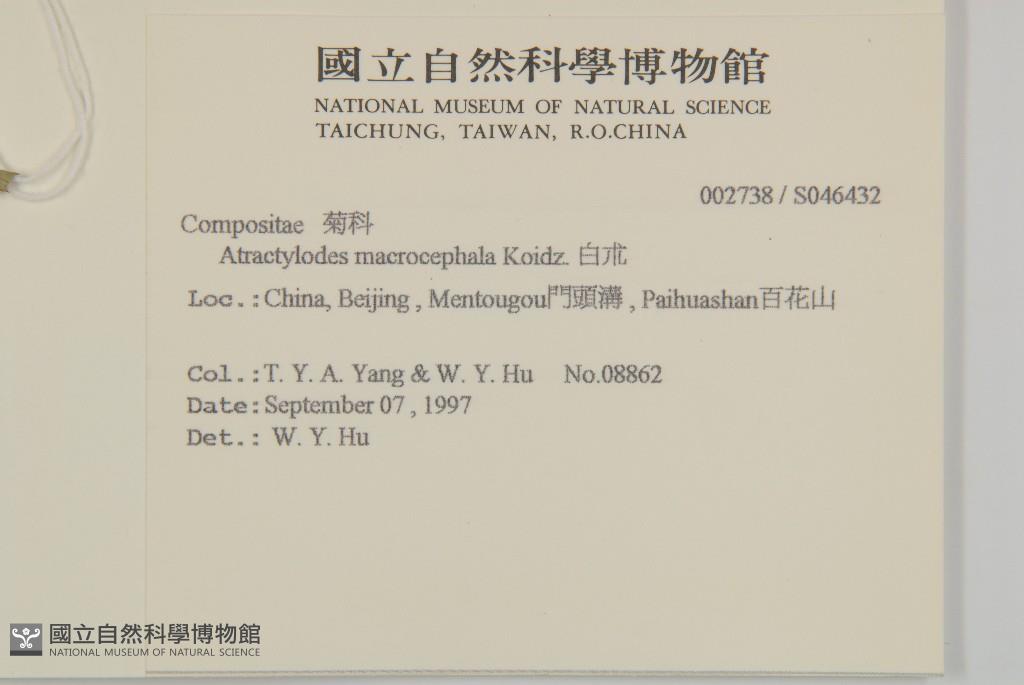 國立自然科學博物館
NATIONAL MUSEUM OF NATURAL SCIENCE
TAICHUNG, TAIWAN, R.O.CHINA
002738 / S046432
Compositae 菊科
Atractylodes macrocephala Koidz. 白朮
Loc.:China, Beijing , Mentougou門頭溝 , Paihuashan百花山
Col.:T. Y. A. Yang & W. Y. Hu No.08862
Date:September 07 , 1997
Det.: W. Y. Hu
國立自然科學博物館
NATIONAL MUSEUM OF NATURAL SCIENCE